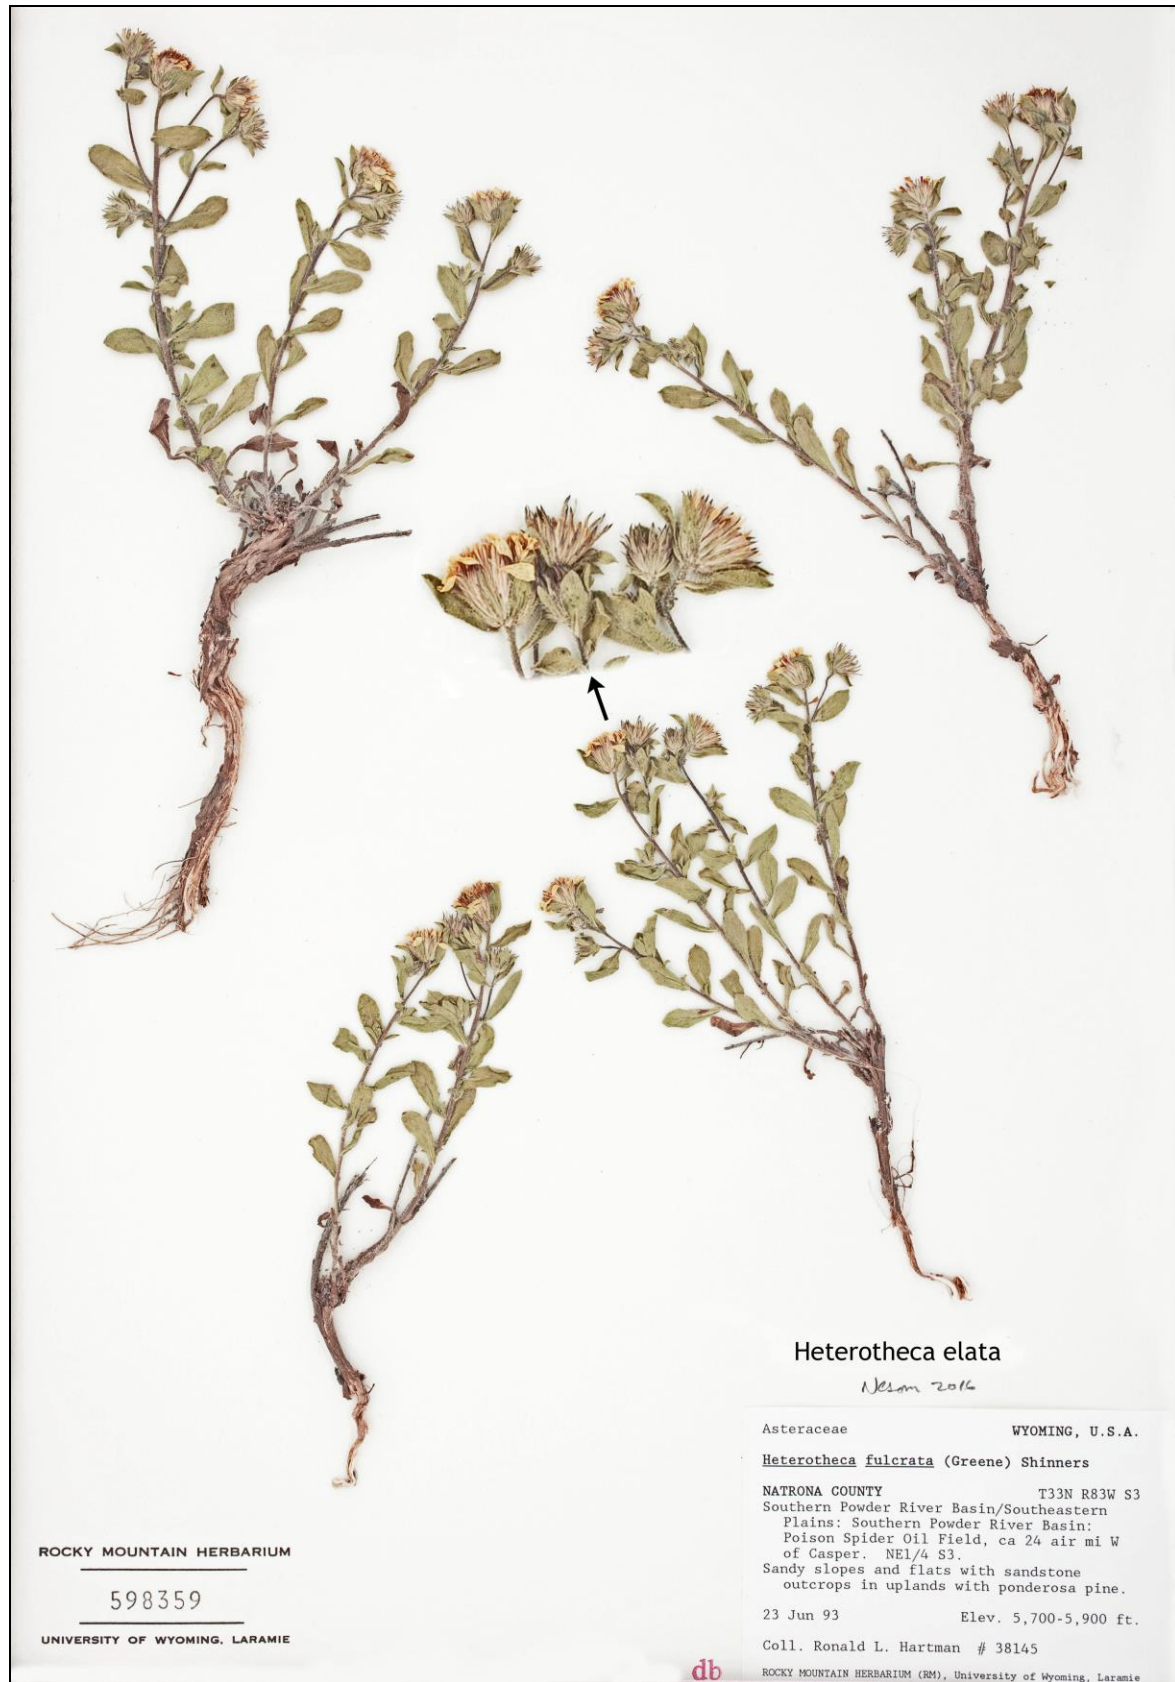 Heterotheca elata
Nesom 2016
Asteraceae WYOMING, U.S.A.
Heterotheca fulcrata (Greene) Shinners
NATRONA COUNTY T33N R83W S3
Southern Powder River Basin/Southeastern
Plains: Southern Powder River Basin:
Poison Spider Oil Field, ca 24 air mi W
of Casper. NE1/4 S3.
Sandy slopes and flats with sandstone
outcrops in uplands with ponderosa pine.
23 Jun 93 Elev. 5,700-5,900 ft.
Coll. Ronald L. Hartman # 38145
ROCKY MOUNTAIN HERBARIUM (RM), University of Wyoming, Laramie
ROCKY MOUNTAIN HERBARIUM
598359
UNIVERSITY OF WYOMING, LARAMIE
db